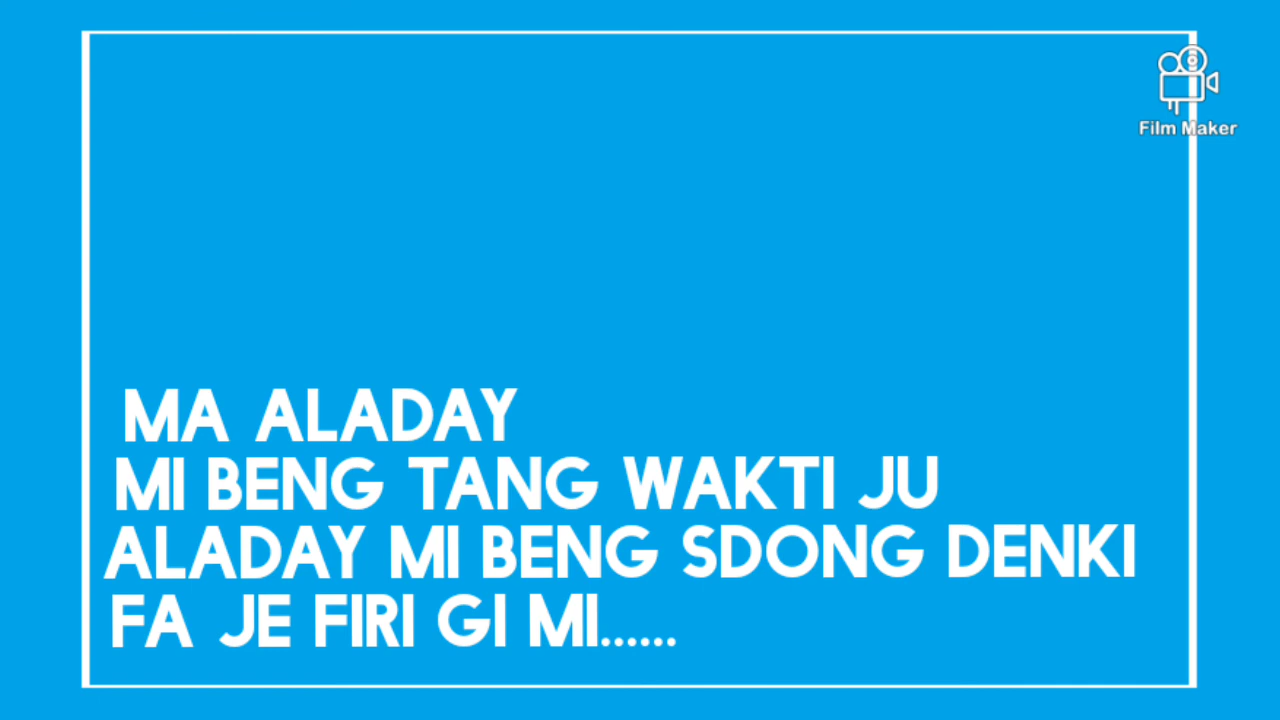 Film Maker
MA ALADAY
MI BENG TANG WAKTI JU
ALADAY MI BENG SDONG DENKI
FA JE FIRI GI MI......